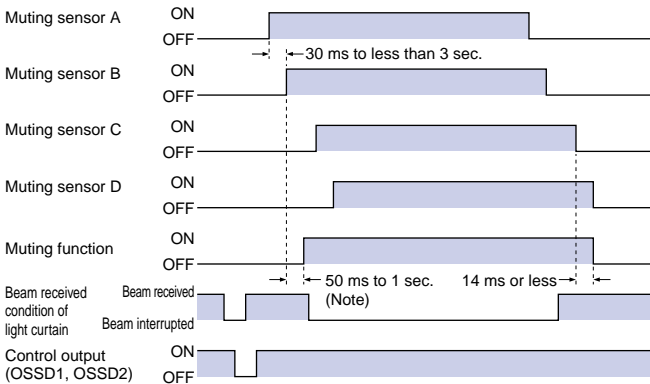 Muting sensor A
ON
OFF
30 ms to less than 3 sec.
Muting sensor B
ON
OFF
Muting sensor C
ON
OFF
Muting sensor D
ON
OFF
Muting function
ON
OFF
50 ms to 1 sec.
(Note)
14 ms or less
Beam received
condition of
light curtain
Beam received
Beam interrupted
Control output
(OSSD1, OSSD2)
ON
OFF